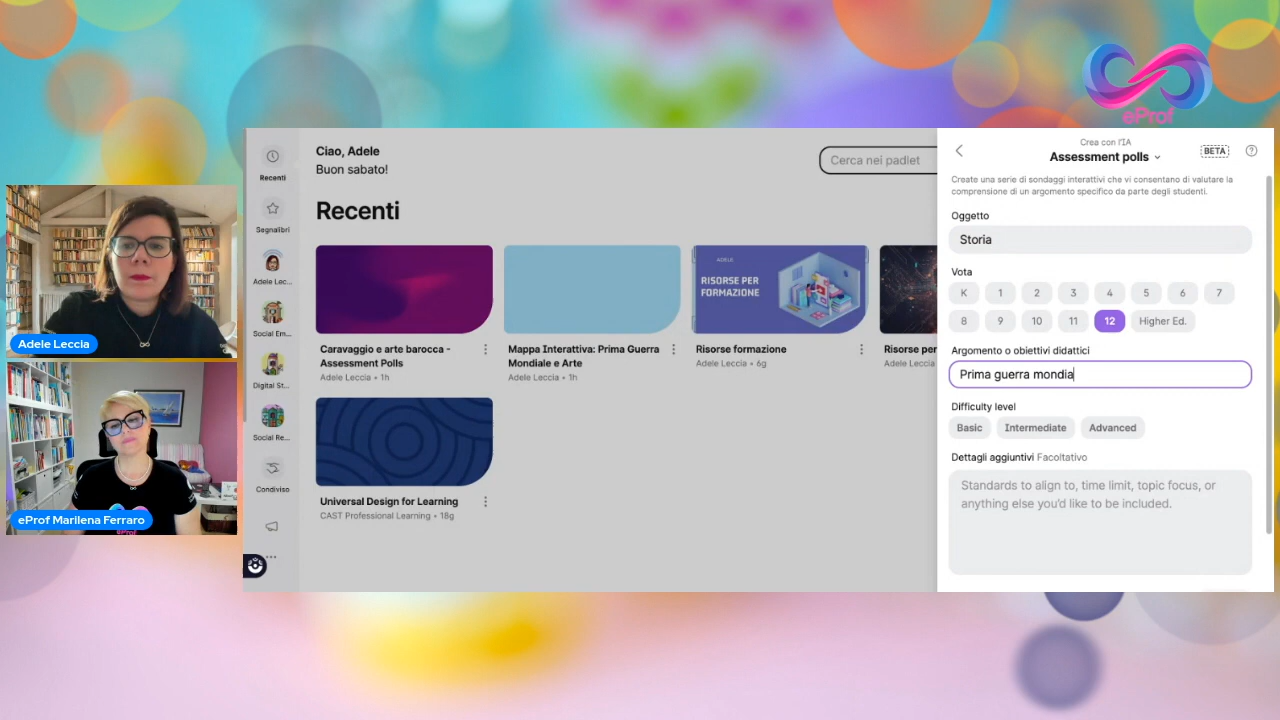 eProf
Adele Leccia
eProf Marilena Ferraro
eProf
Recenti
Segnalibri
Adele Lec...
Social Em...
Digital St...
Social Re...
Condiviso
Ciao, Adele
Buon sabato!
Cerca nei padlet
Recenti
Caravaggio e arte barocca -
Assessment Polls
Adele Leccia • 1h
Mappa Interattiva: Prima Guerra
Mondiale e Arte
Adele Leccia • 1h
ADELE
RISORSE PER
FORMAZIONE
Risorse formazione
Adele Leccia • 6g
Risorse per
Adele Leccia
Universal Design for Learning
CAST Professional Learning • 18g
Crea con l'IA
Assessment polls
BETA
?
Create una serie di sondaggi interattivi che vi consentano di valutare la
comprensione di un argomento specifico da parte degli studenti.
Oggetto
Storia
Vota
K 1 2 3 4 5 6 7
8 9 10 11 12 Higher Ed.
Argomento o obiettivi didattici
Prima guerra mondia
Difficulty level
Basic Intermediate Advanced
Dettagli aggiuntivi Facoltativo
Standards to align to, time limit, topic focus, or
anything else you'd like to be included.